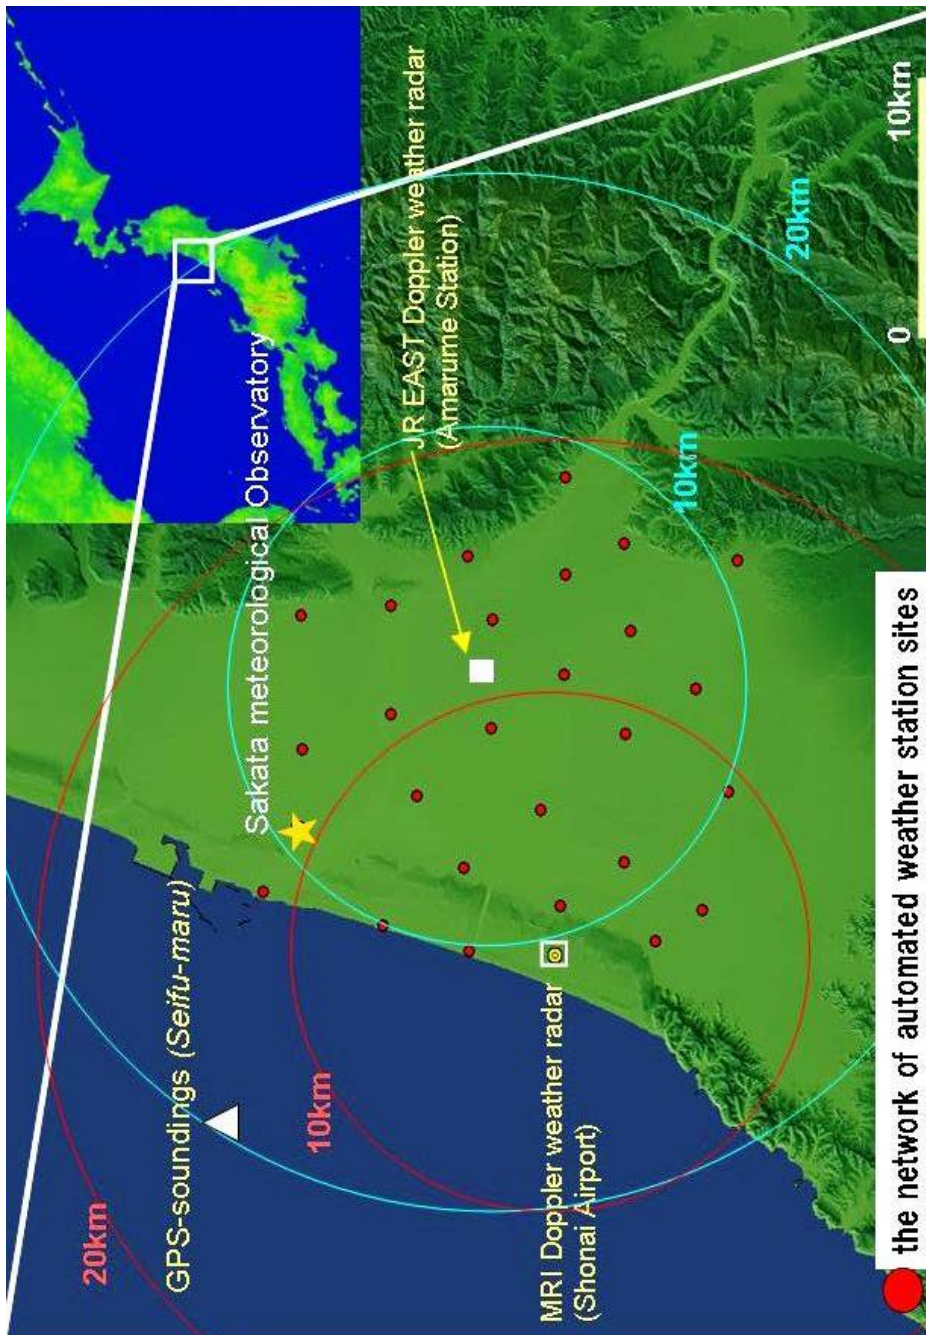 Sakata meteorological Observatory
JR EAST Doppler weather radar
(Amarume Station)
GPS-soundings (Seifu-maru)
20km
10km
MRI Doppler weather radar
(Shonai Airport)
10km
20km
0
10km
the network of automated weather station sites